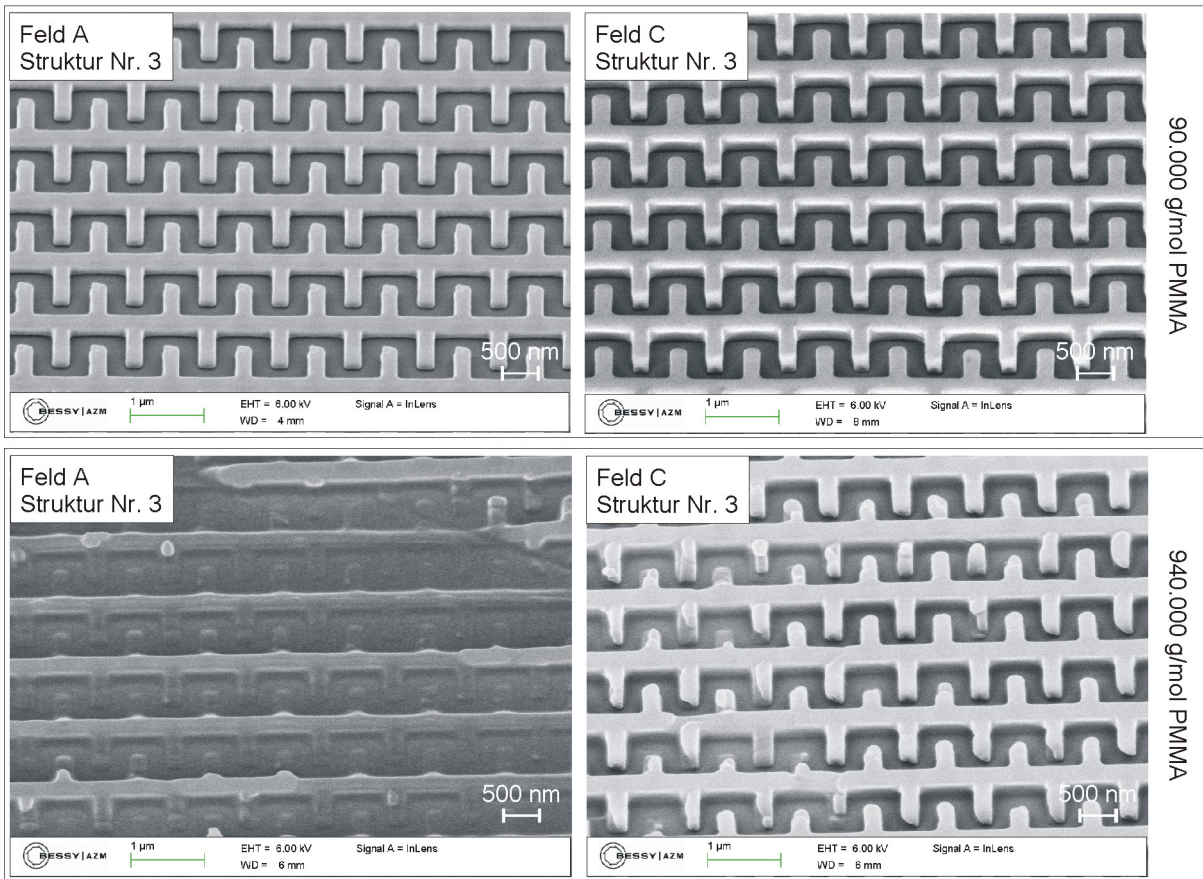 Feld A
Struktur Nr. 3
500 nm
BESSY | AZM
1 µm
EHT = 6.00 kV
WD = 4 mm
Signal A = InLens
Feld C
Struktur Nr. 3
500 nm
BESSY | AZM
1 µm
EHT = 6.00 kV
WD = 8 mm
Signal A = InLens
90.000 g/mol PMMA
Feld A
Struktur Nr. 3
500 nm
BESSY | AZM
1 µm
EHT = 6.00 kV
WD = 6 mm
Signal A = InLens
Feld C
Struktur Nr. 3
500 nm
BESSY | AZM
1 µm
EHT = 6.00 kV
WD = 6 mm
Signal A = InLens
940.000 g/mol PMMA